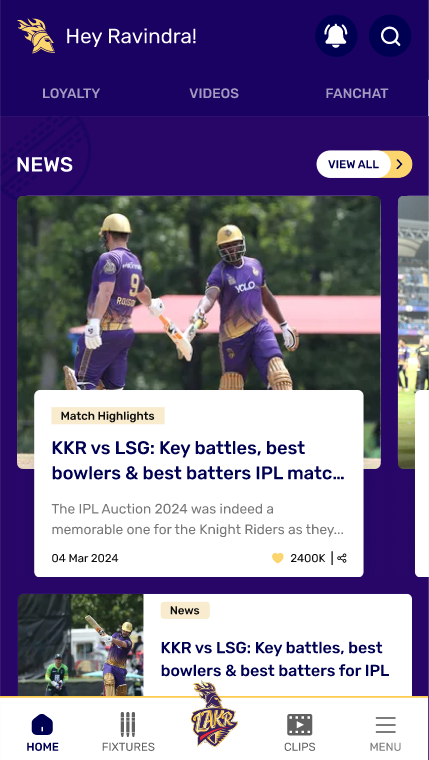 Hey Ravindra!
LOYALTY VIDEOS FANCHAT
NEWS
VIEW ALL
9
Match Highlights
KKR vs LSG: Key battles, best
bowlers & best batters IPL matc...
The IPL Auction 2024 was indeed a
memorable one for the Knight Riders as they...
04 Mar 2024 2400K
News
KKR vs LSG: Key battles, best
bowlers & best batters for IPL
LAKR
HOME FIXTURES CLIPS MENU